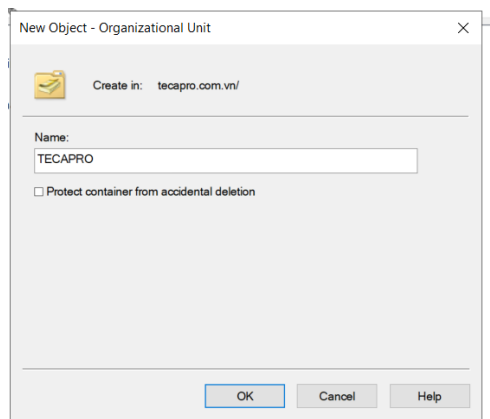 New Object - Organizational Unit
Create in: tecapro.com.vn/
Name:
TECAPRO
Protect container from accidental deletion
OK Cancel Help